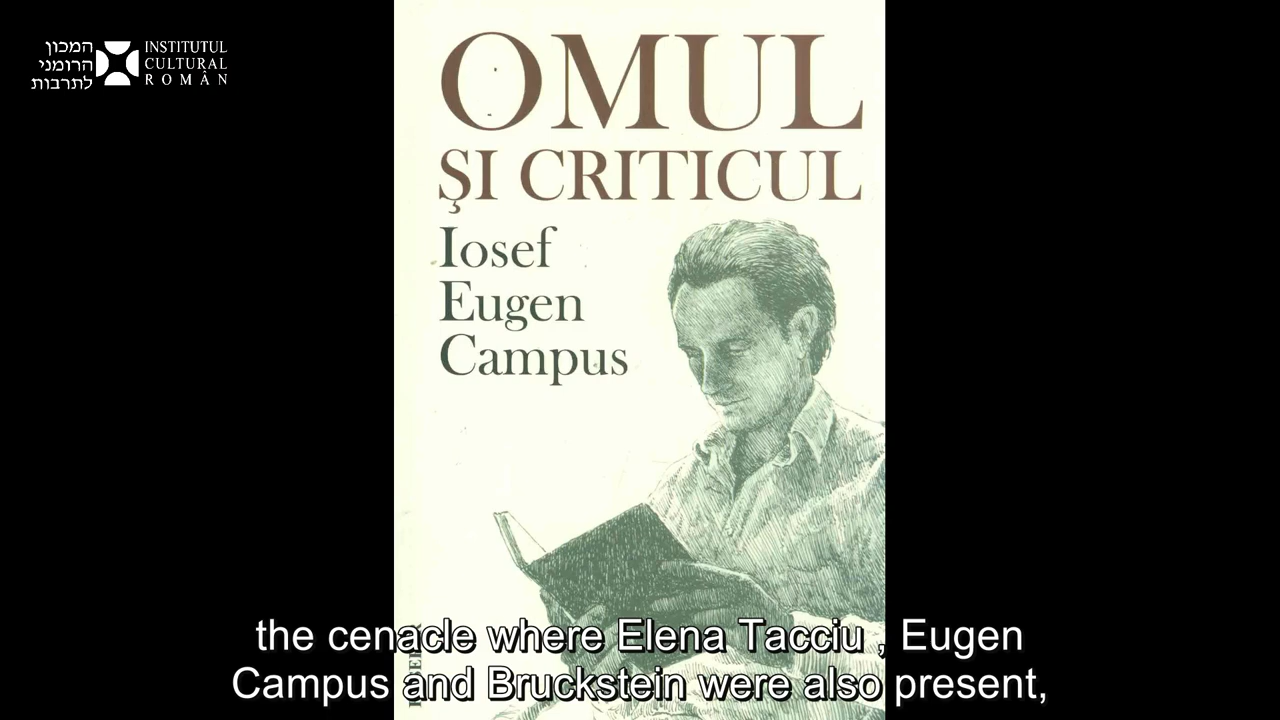 המכון
הרומני
לתרבות
INSTITUTUL
CULTURAL
ROMÂN
OMUL
ŞI CRITICUL
Iosef
Eugen
Campus
the cenacle where Elena Tacciu , Eugen
Campus and Bruckstein were also present,